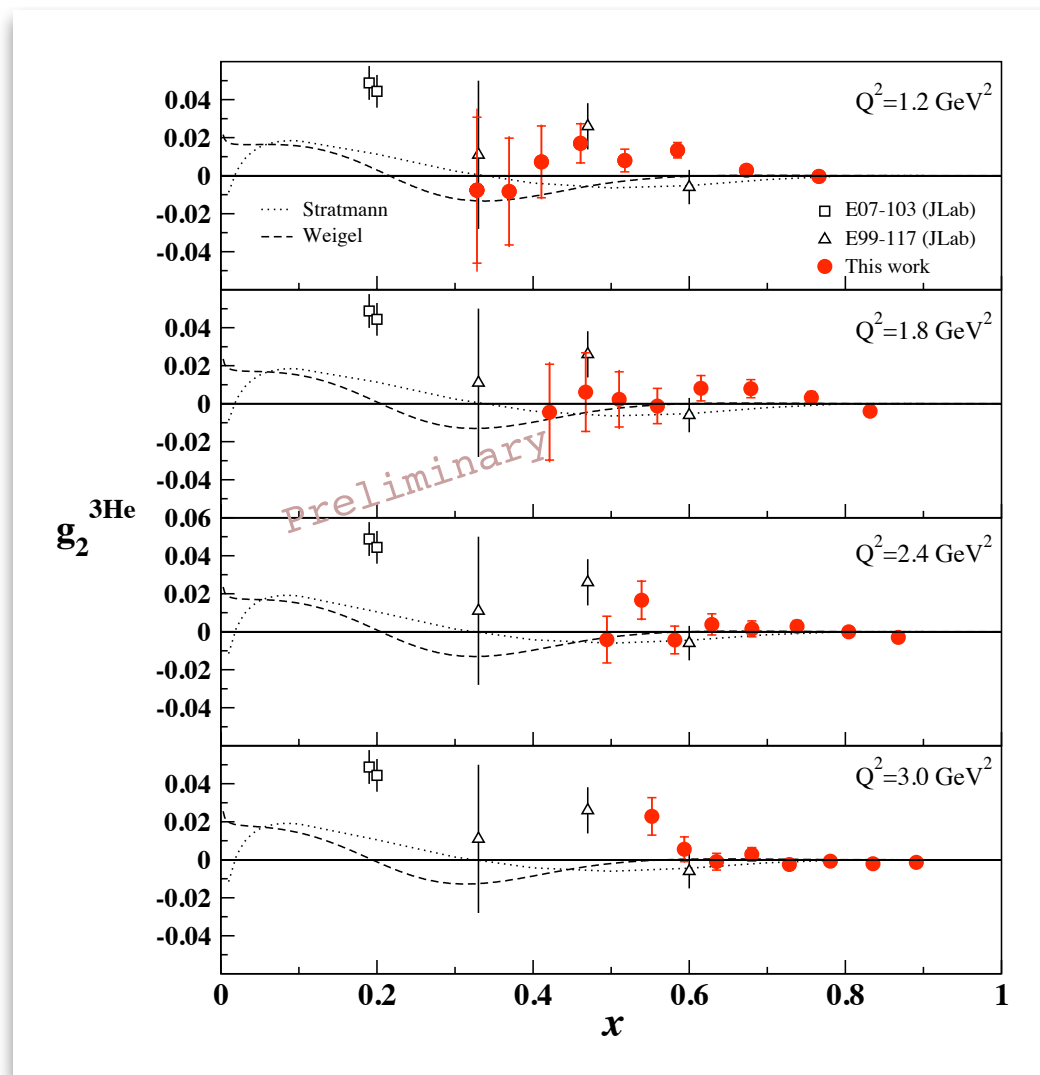 0.04
0.02
0
-0.02
-0.04
Q²=1.2 GeV²
Stratmann
Weigel
E07-103 (JLab)
E99-117 (JLab)
This work
0.04
0.02
0
-0.02
-0.04
0.06
Q²=1.8 GeV²
Preliminary
g₂ ³He
0.04
0.02
0
-0.02
-0.04
Q²=2.4 GeV²
0.04
0.02
0
-0.02
-0.04
Q²=3.0 GeV²
0 0.2 0.4 0.6 0.8 1
x